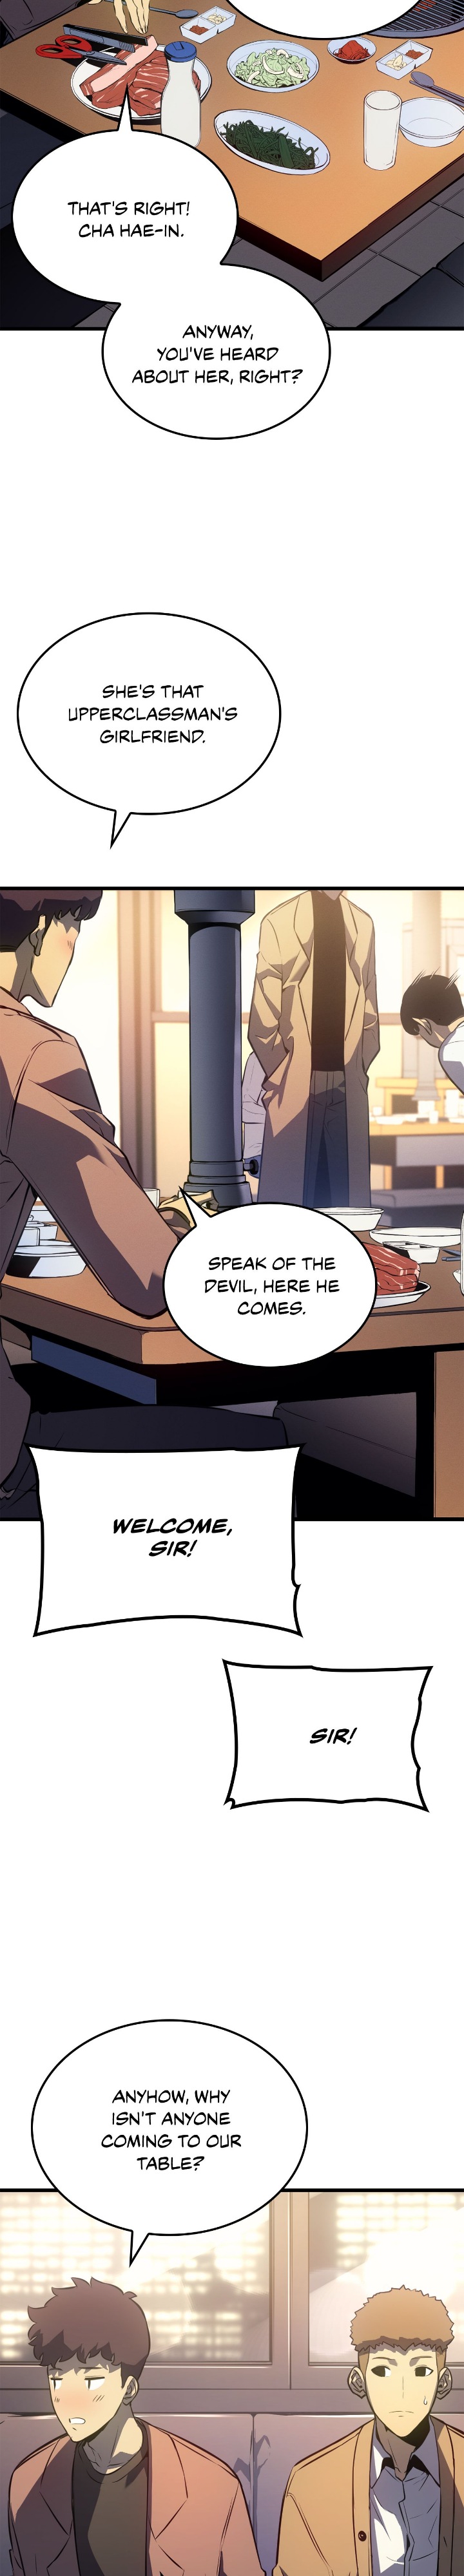 THAT'S RIGHT!
CHA HAE-IN.
ANYWAY,
YOU'VE HEARD
ABOUT HER, RIGHT?
SHE'S THAT
UPPERCLASSMAN'S
GIRLFRIEND.
SPEAK OF THE
DEVIL, HERE HE
COMES.
WELCOME,
SIR!
SIR!
ANYHOW, WHY
ISN'T ANYONE
COMING TO OUR
TABLE?